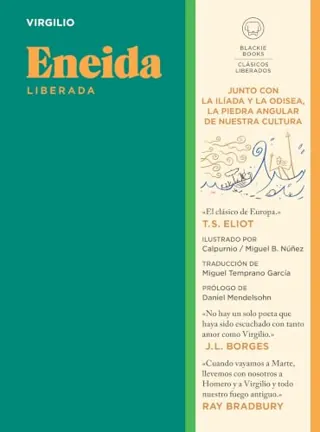 VIRGILIO
Eneida
LIBERADA
BLACKIE
BOOKS
CLÁSICOS
LIBERADOS
JUNTO CON
LA ILÍADA Y LA ODISEA,
LA PIEDRA ANGULAR
DE NUESTRA CULTURA
«El clásico de Europa.»
T.S. ELIOT
ILUSTRADO POR
Calpurnio / Miguel B. Núñez
TRADUCCIÓN DE
Miguel Temprano García
PRÓLOGO DE
Daniel Mendelsohn
«No hay un solo poeta que
haya sido escuchado con tanto
amor como Virgilio.»
J.L. BORGES
«Cuando vayamos a Marte,
llevemos con nosotros a
Homero y a Virgilio y todo
nuestro fuego antiguo.»
RAY BRADBURY